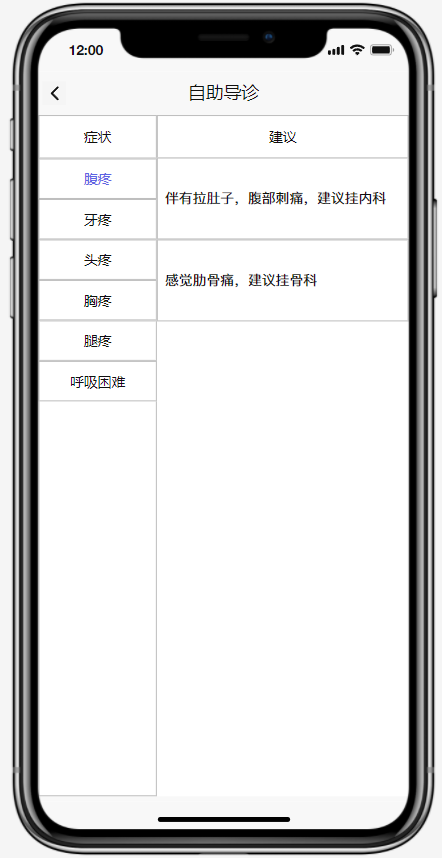 12:00
自助导诊
症状
建议
腹疼
伴有拉肚子，腹部刺痛，建议挂内科
牙疼
头疼
感觉肋骨痛，建议挂骨科
胸疼
腿疼
呼吸困难